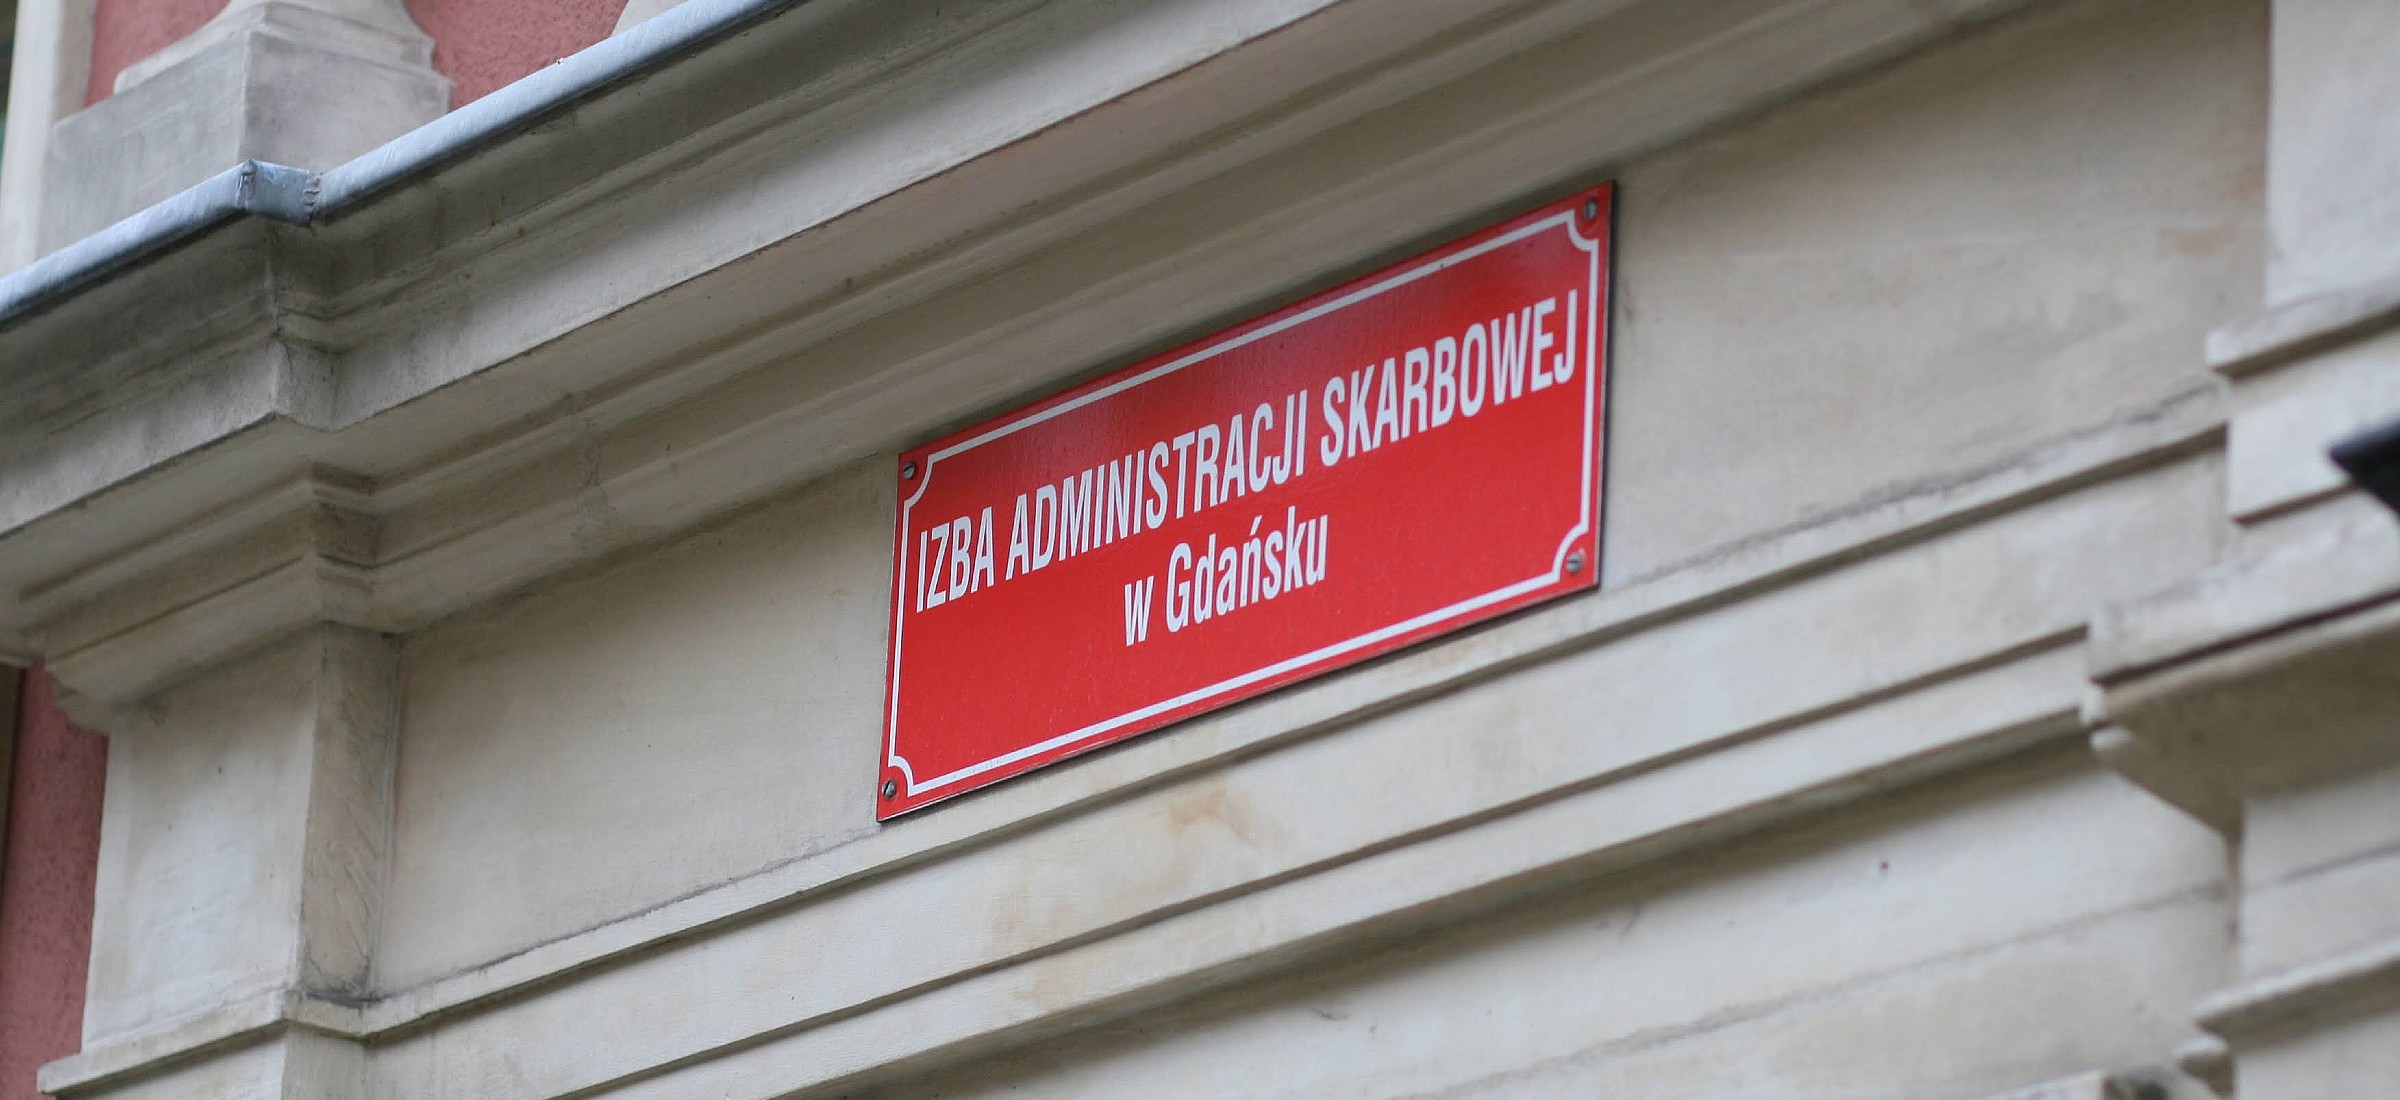 IZBA ADMINISTRACJI SKARBOWEJ
w Gdańsku